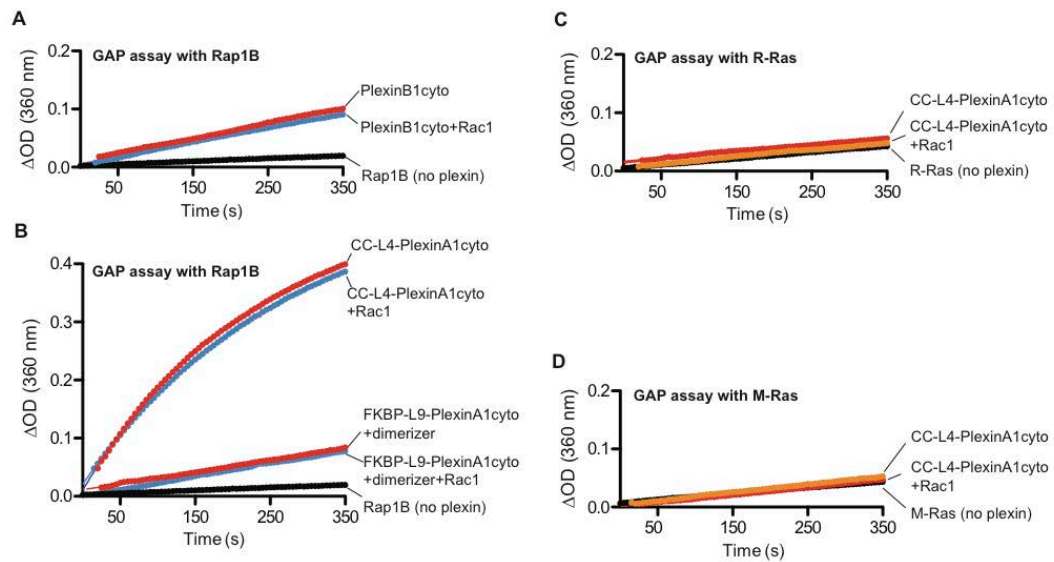 A
GAP assay with Rap1B
ΔOD (360 nm)
0.2
0.1
0.0
50
150
250
350
Time (s)
PlexinB1cyto
PlexinB1cyto+Rac1
Rap1B (no plexin)
B
GAP assay with Rap1B
ΔOD (360 nm)
0.4
0.3
0.2
0.1
0.0
50
150
250
350
Time (s)
CC-L4-PlexinA1cyto
CC-L4-PlexinA1cyto
+Rac1
FKBP-L9-PlexinA1cyto
+dimerizer
FKBP-L9-PlexinA1cyto
+dimerizer+Rac1
Rap1B (no plexin)
C
GAP assay with R-Ras
ΔOD (360 nm)
0.2
0.1
0.0
50
150
250
350
Time (s)
CC-L4-PlexinA1cyto
CC-L4-PlexinA1cyto
+Rac1
R-Ras (no plexin)
D
GAP assay with M-Ras
ΔOD (360 nm)
0.2
0.1
0.0
50
150
250
350
Time (s)
CC-L4-PlexinA1cyto
CC-L4-PlexinA1cyto
+Rac1
M-Ras (no plexin)